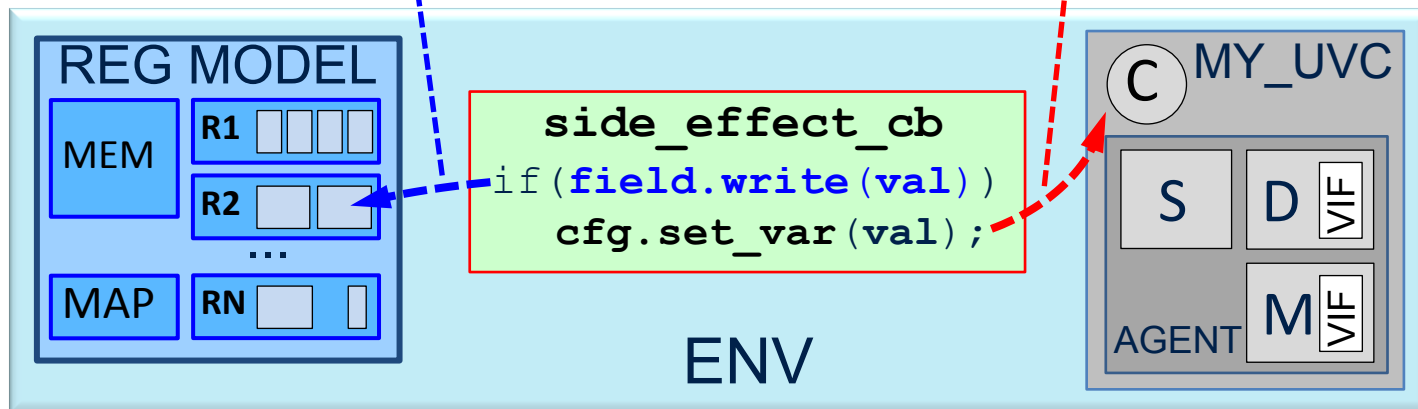 REG MODEL
MEM
R1
R2
...
MAP
RN
side_effect_cb
if(field.write(val))
cfg.set_var(val);
ENV
C
MY_UVC
S
D
VIF
M
VIF
AGENT